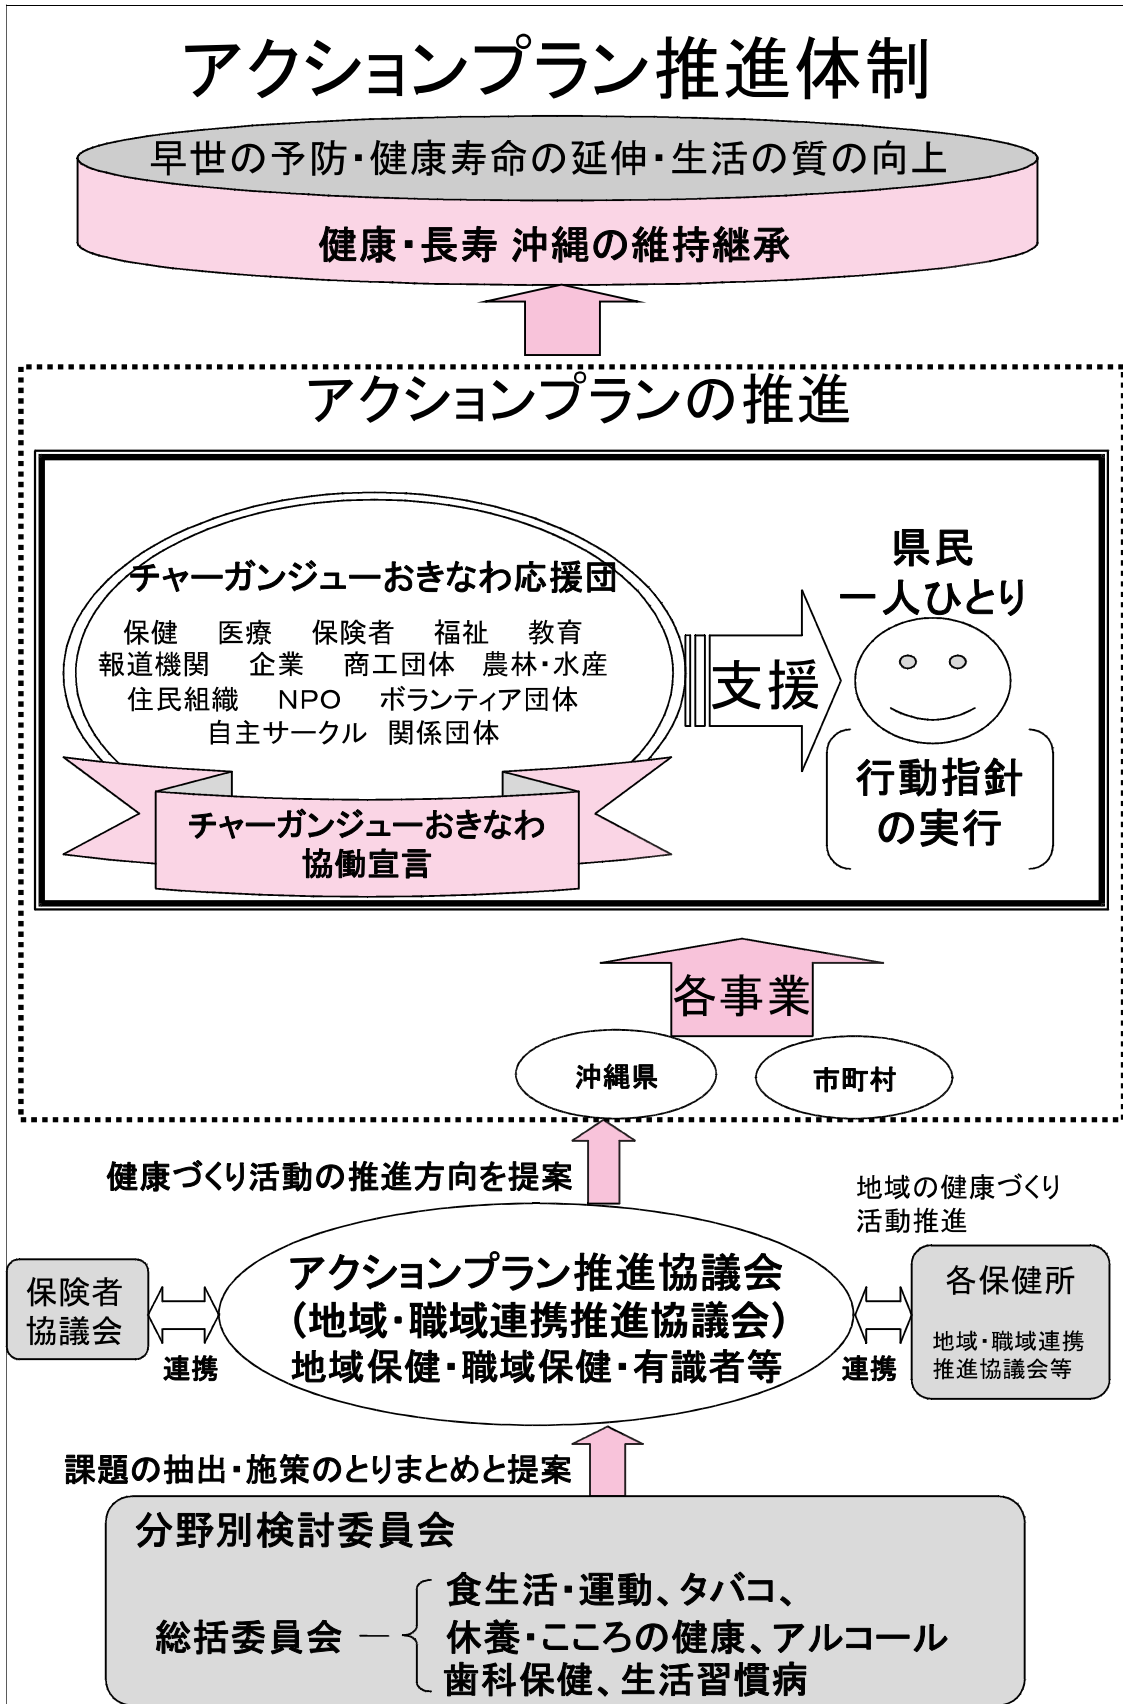 アクションプラン推進体制
早世の予防・健康寿命の延伸・生活の質の向上
健康・長寿 沖縄の維持継承
アクションプランの推進
チャーガンジューおきなわ応援団
保健 医療 保険者 福祉 教育
報道機関 企業 商工団体 農林・水産
住民組織 NPO ボランティア団体
自主サークル 関係団体
チャーガンジューおきなわ
協働宣言
支援
県民
一人ひとり
行動指針
の実行
各事業
沖縄県
市町村
健康づくり活動の推進方向を提案
地域の健康づくり
活動推進
保険者
協議会
連携
アクションプラン推進協議会
(地域・職域連携推進協議会)
地域保健・職域保健・有識者等
連携
各保健所
地域・職域連携
推進協議会等
課題の抽出・施策のとりまとめと提案
分野別検討委員会
総括委員会
食生活・運動、タバコ、
休養・こころの健康、アルコール
歯科保健、生活習慣病